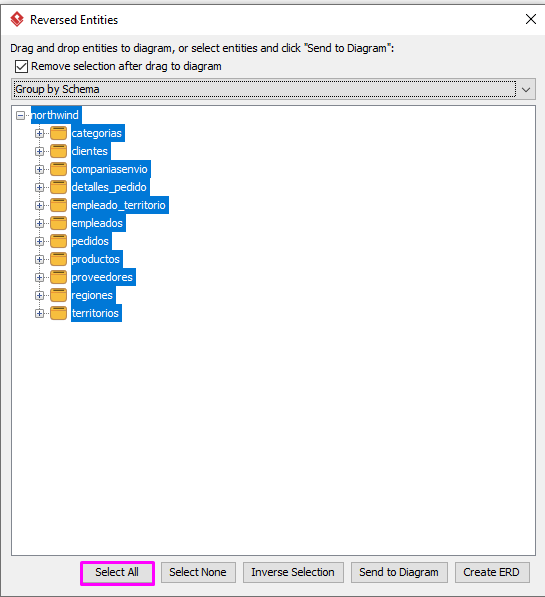 Reversed Entities
Drag and drop entities to diagram, or select entities and click "Send to Diagram":
Remove selection after drag to diagram
Group by Schema
northwind
categorias
clientes
companiasenvio
detalles_pedido
empleado_territorio
empleados
pedidos
productos
proveedores
regiones
territorios
Select All Select None Inverse Selection Send to Diagram Create ERD